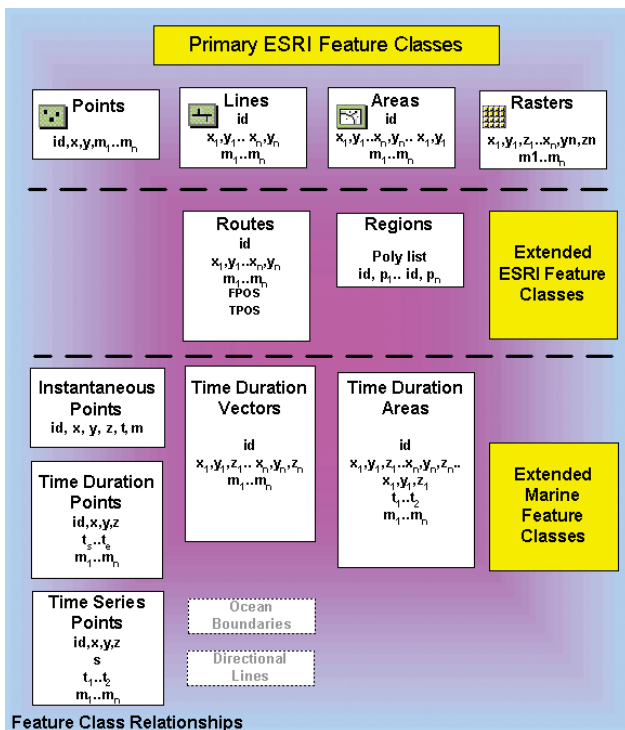 Primary ESRI Feature Classes
Points
id,x,y,m₁..mₙ
Lines
id
x₁,y₁.. xₙ,yₙ
m₁..mₙ
Areas
id
x₁,y₁..xₙ,yₙ.. x₁,y₁
m₁..mₙ
Rasters
x₁,y₁,z₁..xₙ,yn,zn
m1..mₙ
Routes
id
x₁,y₁..xₙ,yₙ
m₁..mₙ
FPOS
TPOS
Regions
Poly list
id, p₁.. id, pₙ
Extended
ESRI Feature
Classes
Instantaneous
Points
id, x, y, z, t,m
Time Duration
Vectors
id
x₁,y₁,z₁.. xₙ,yₙ,zₙ
m₁..mₙ
Time Duration
Areas
id
x₁,y₁,z₁..xₙ,yₙ,zₙ..
x₁,y₁,z₁
t₁..t₂
m₁..mₙ
Extended
Marine
Feature
Classes
Time Duration
Points
id,x,y,z
tₛ..tₑ
m₁..mₙ
Time Series
Points
id,x,y,z
s
t₁..t₂
m₁..mₙ
Ocean
Boundaries
Directional
Lines
Feature Class Relationships